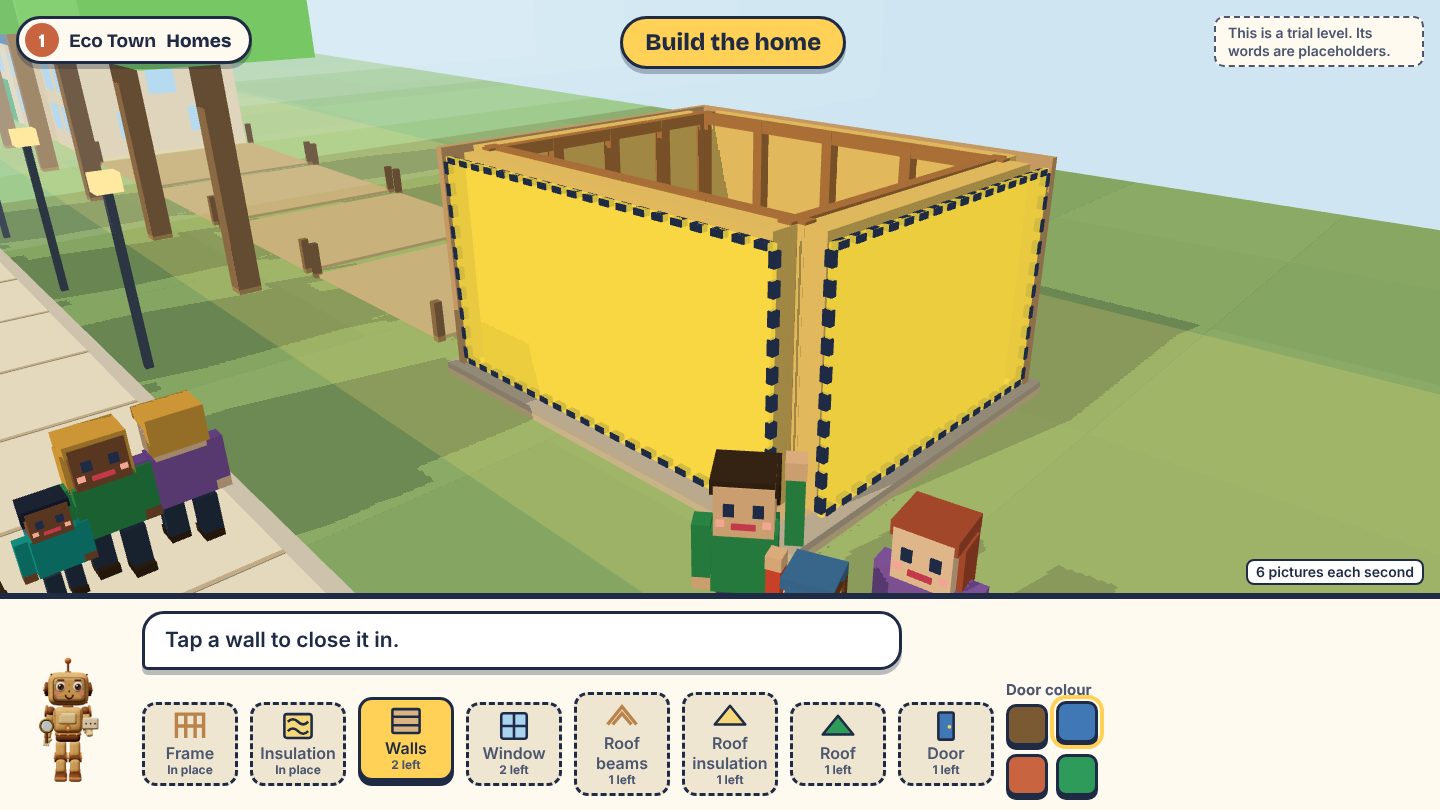 1 Eco Town Homes
Build the home
This is a trial level. Its
words are placeholders.
6 pictures each second
Tap a wall to close it in.
Door colour
Frame
In place
Insulation
In place
Walls
2 left
Window
2 left
Roof
beams
1 left
Roof
insulation
1 left
Roof
1 left
Door
1 left